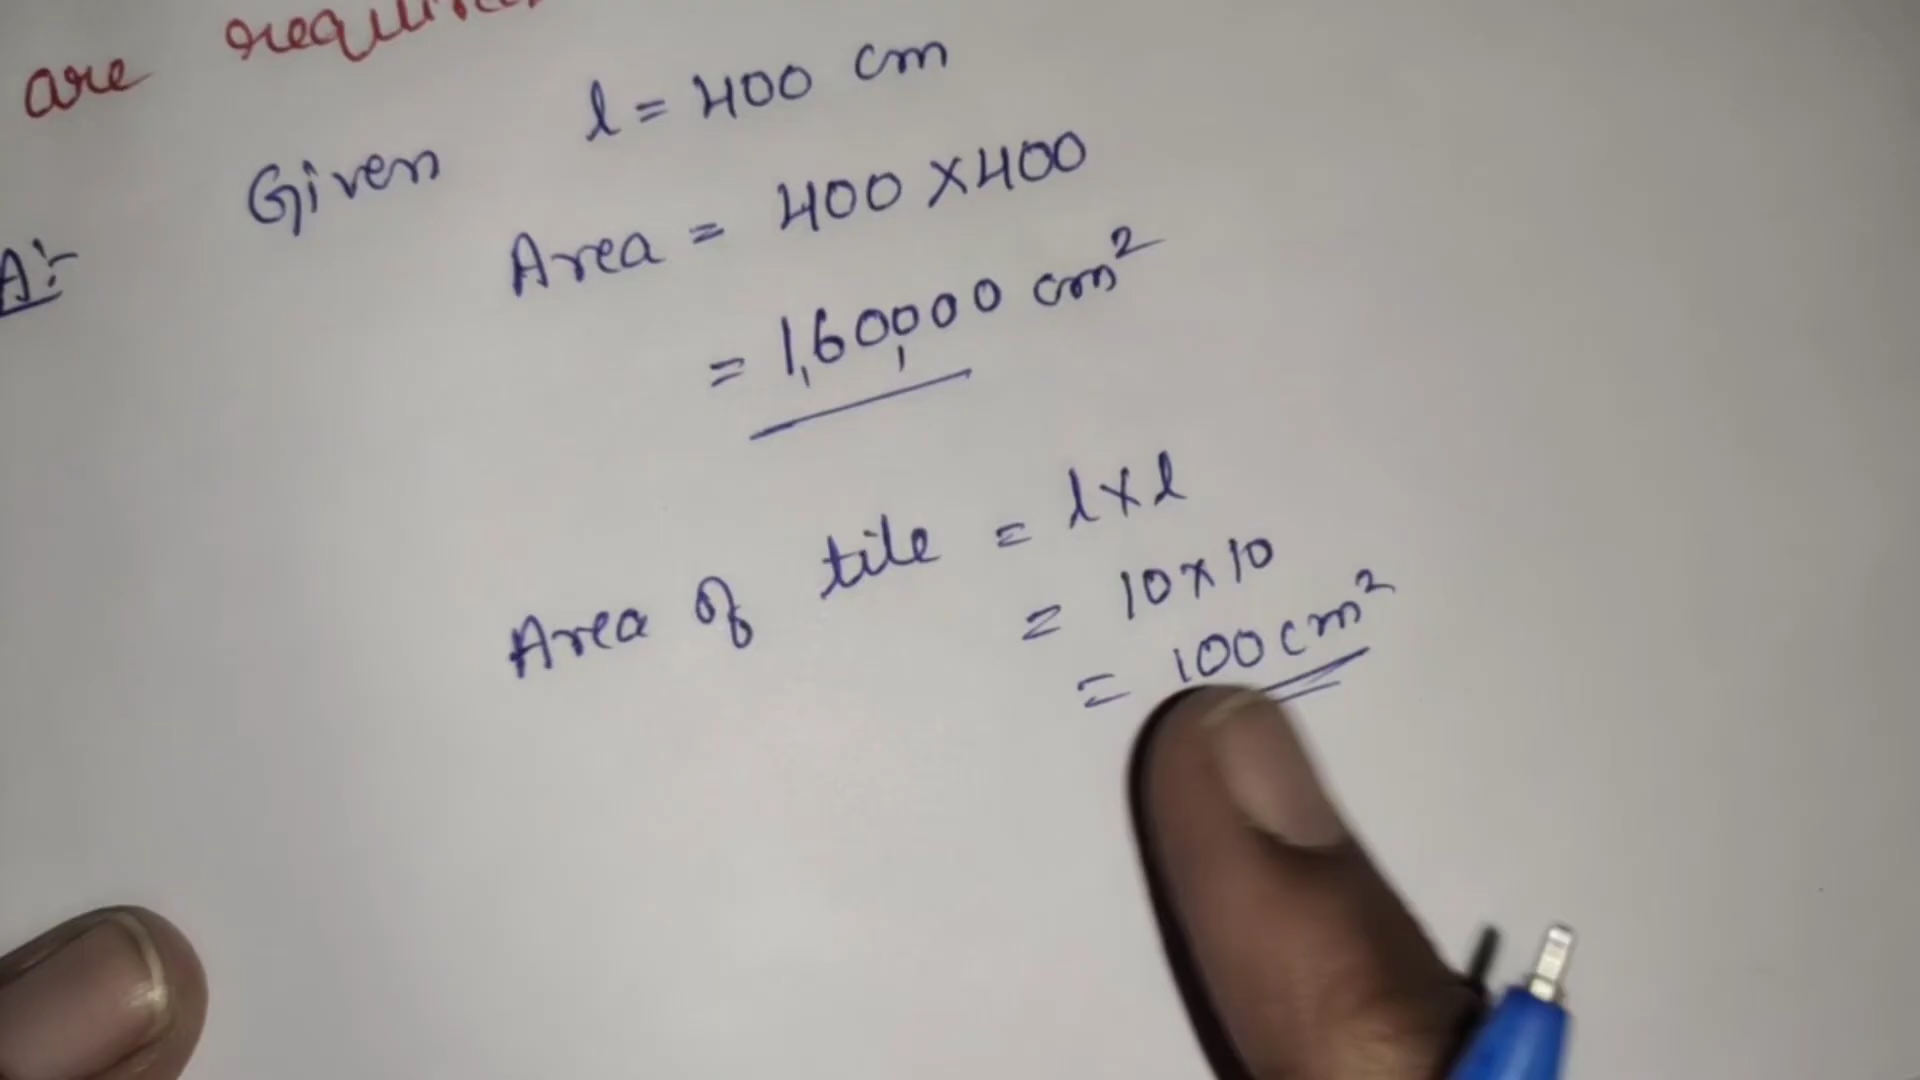 are
Given l = 400 cm
A:-
Area = 400 × 400
= 1,60,000 cm²
Area of tile = l × l
= 10 × 10
= 100 cm²